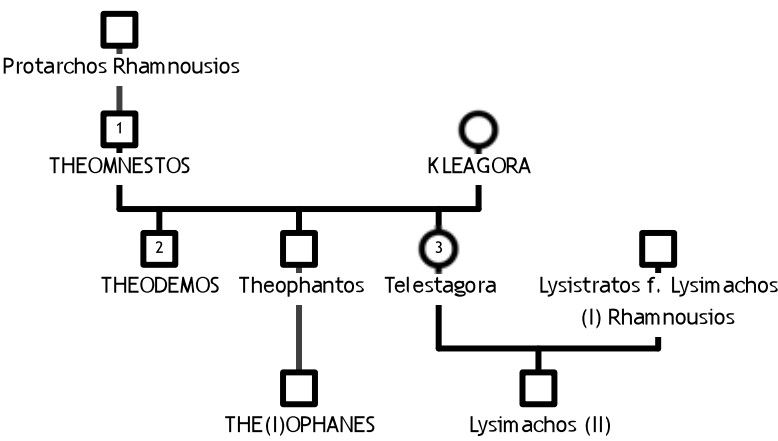 Protarchos Rhamnousios
1
THEOMNESTOS
KLEAGORA
2
3
THEODEMOS
Theophantos
Telestagora
Lysistratos f. Lysimachos
(I) Rhamnousios
THE(I)OPHANES
Lysimachos (II)